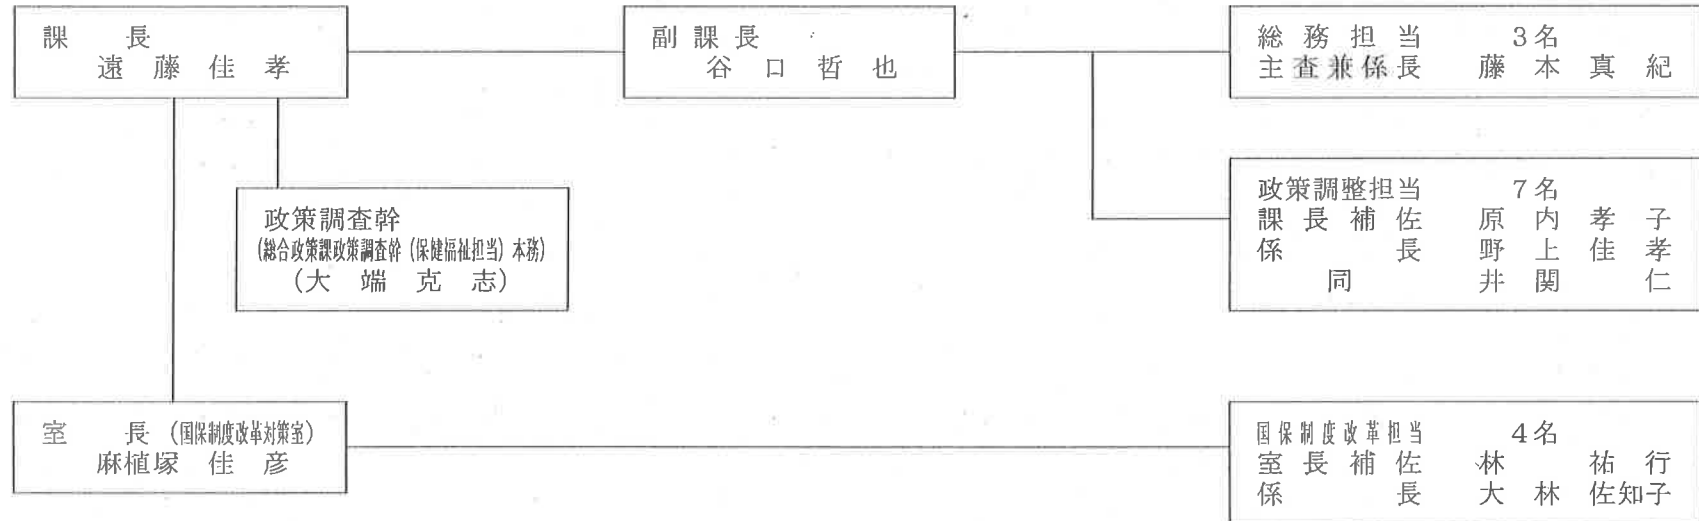 課長
遠藤佳孝
副課長
谷口哲也
総務担当 3名
主査兼係長 藤本真紀
政策調整担当 7名
課長補佐 原内孝子
係長 野上佳孝
同 井関仁
政策調査幹
(総合政策課政策調査幹(保健福祉担当)本務)
(大端克志)
室長(国保制度改革対策室)
麻植塚佳彦
国保制度改革担当 4名
室長補佐 林祐行
係長 大林佐知子